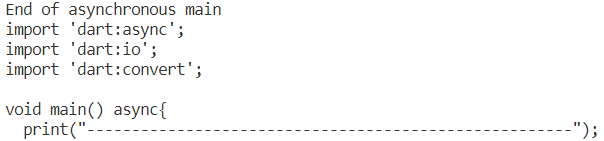 End of asynchronous main
import 'dart:async';
import 'dart:io';
import 'dart:convert';
void main() async{
print("------------------------------------------------------");